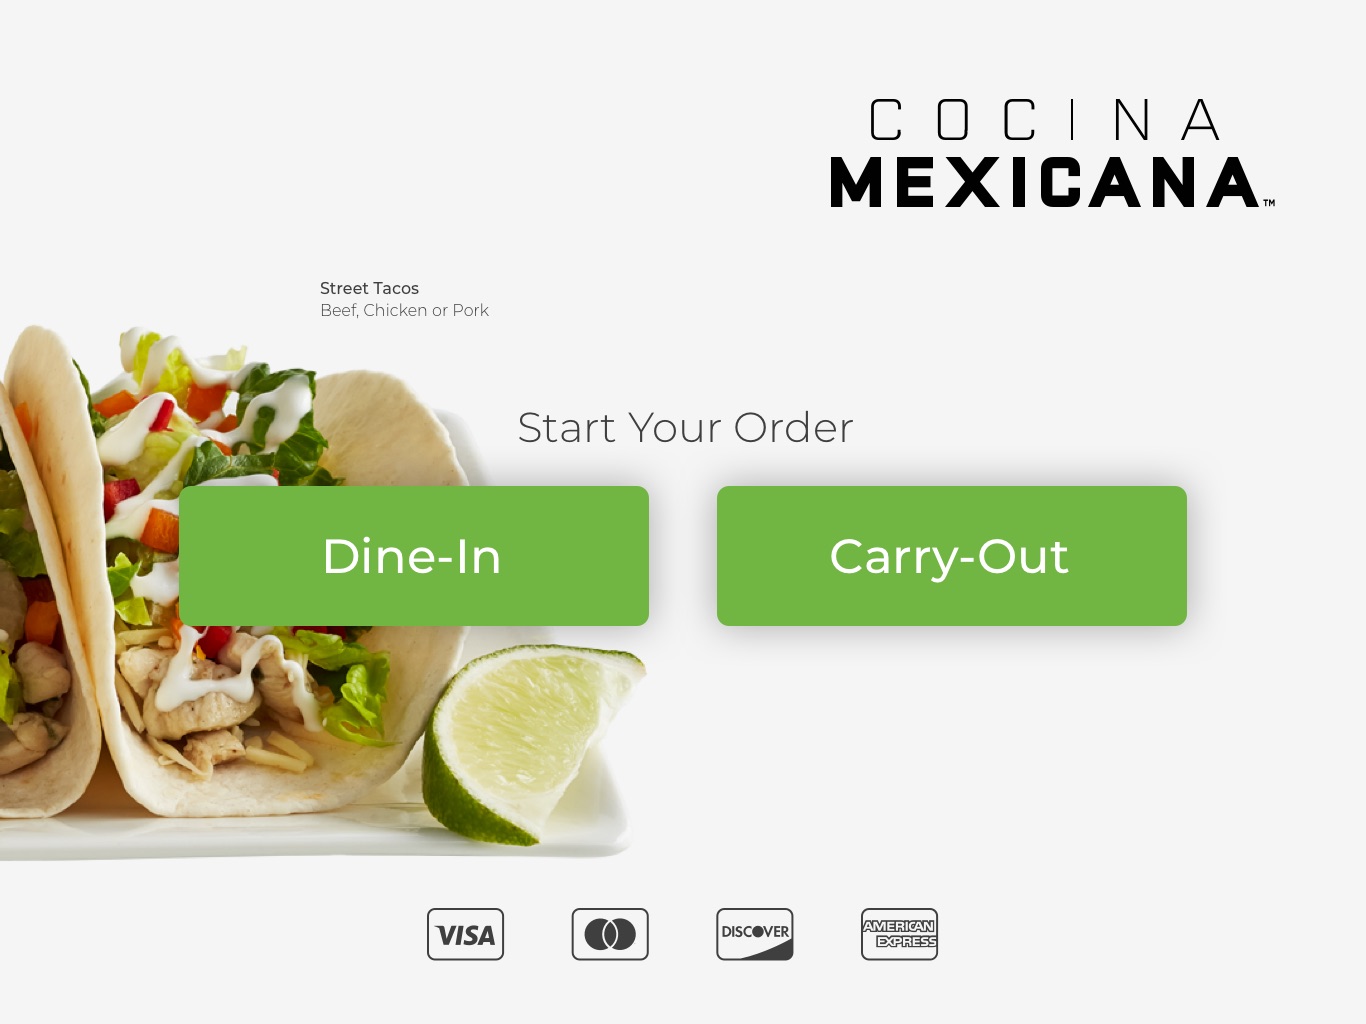 COCINA
MEXICANA™
Street Tacos
Beef, Chicken or Pork
Start Your Order
Dine-In
Carry-Out
VISA
DISCOVER
AMERICAN
EXPRESS